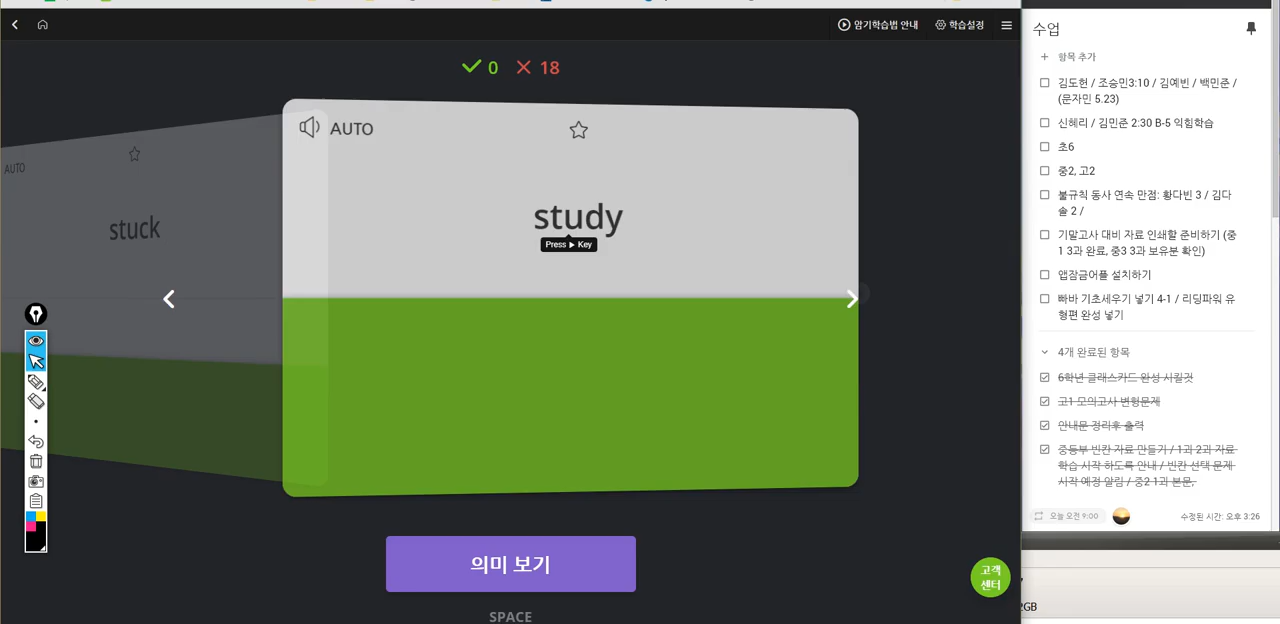 암기학습법 안내
학습설정
0
18
AUTO
stuck
AUTO
study
Press ▶ Key
의미 보기
SPACE
고객
센터
수업
항목 추가
김도현 / 조승민3:10 / 김예빈 / 백민준 /
(문자민 5.23)
신혜리 / 김민준 2:30 B-5 익힘학습
초6
중2, 고2
불규칙 동사 연속 만점: 황다빈 3 / 김다
솔 2 /
기말고사 대비 자료 인쇄할 준비하기 (중
1 3과 완료, 중3 3과 보유분 확인)
앱잠금어플 설치하기
빠바 기초세우기 넣기 4-1 / 리딩파워 유
형편 완성 넣기
4개 완료된 항목
6학년 클래스카드 완성 시킬것
고1 모의고사 변형문제
안내문 정리후 출력
중등부 빈칸 자료 만들기 / 1과 2과 자료
학습 시작 하도록 안내 / 빈칸 선택 문제
시작 예정 알림 / 중2 1과 본문,
오늘 오전 9:00
수정된 시간: 오후 3:26
GB